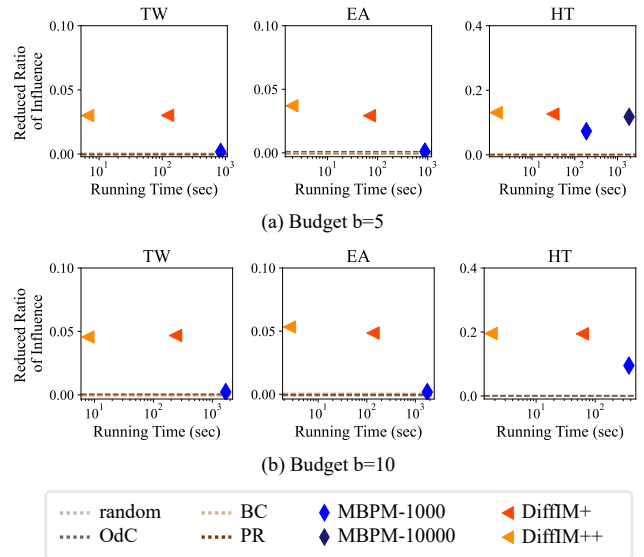 TW EA HT
Reduced Ratio
of Influence
0.10 0.10 0.4
0.05 0.05 0.2
0.00 0.00 0.0
10¹ 10² 10³ 10² 10³ 10¹ 10² 10³
Running Time (sec) Running Time (sec) Running Time (sec)
(a) Budget b=5
TW EA HT
Reduced Ratio
of Influence
0.10 0.10 0.4
0.05 0.05 0.2
0.00 0.00 0.0
10¹ 10² 10³ 10¹ 10² 10³ 10¹ 10²
Running Time (sec) Running Time (sec) Running Time (sec)
(b) Budget b=10
random BC MBPM-1000 DiffIM+
OdC PR MBPM-10000 DiffIM++